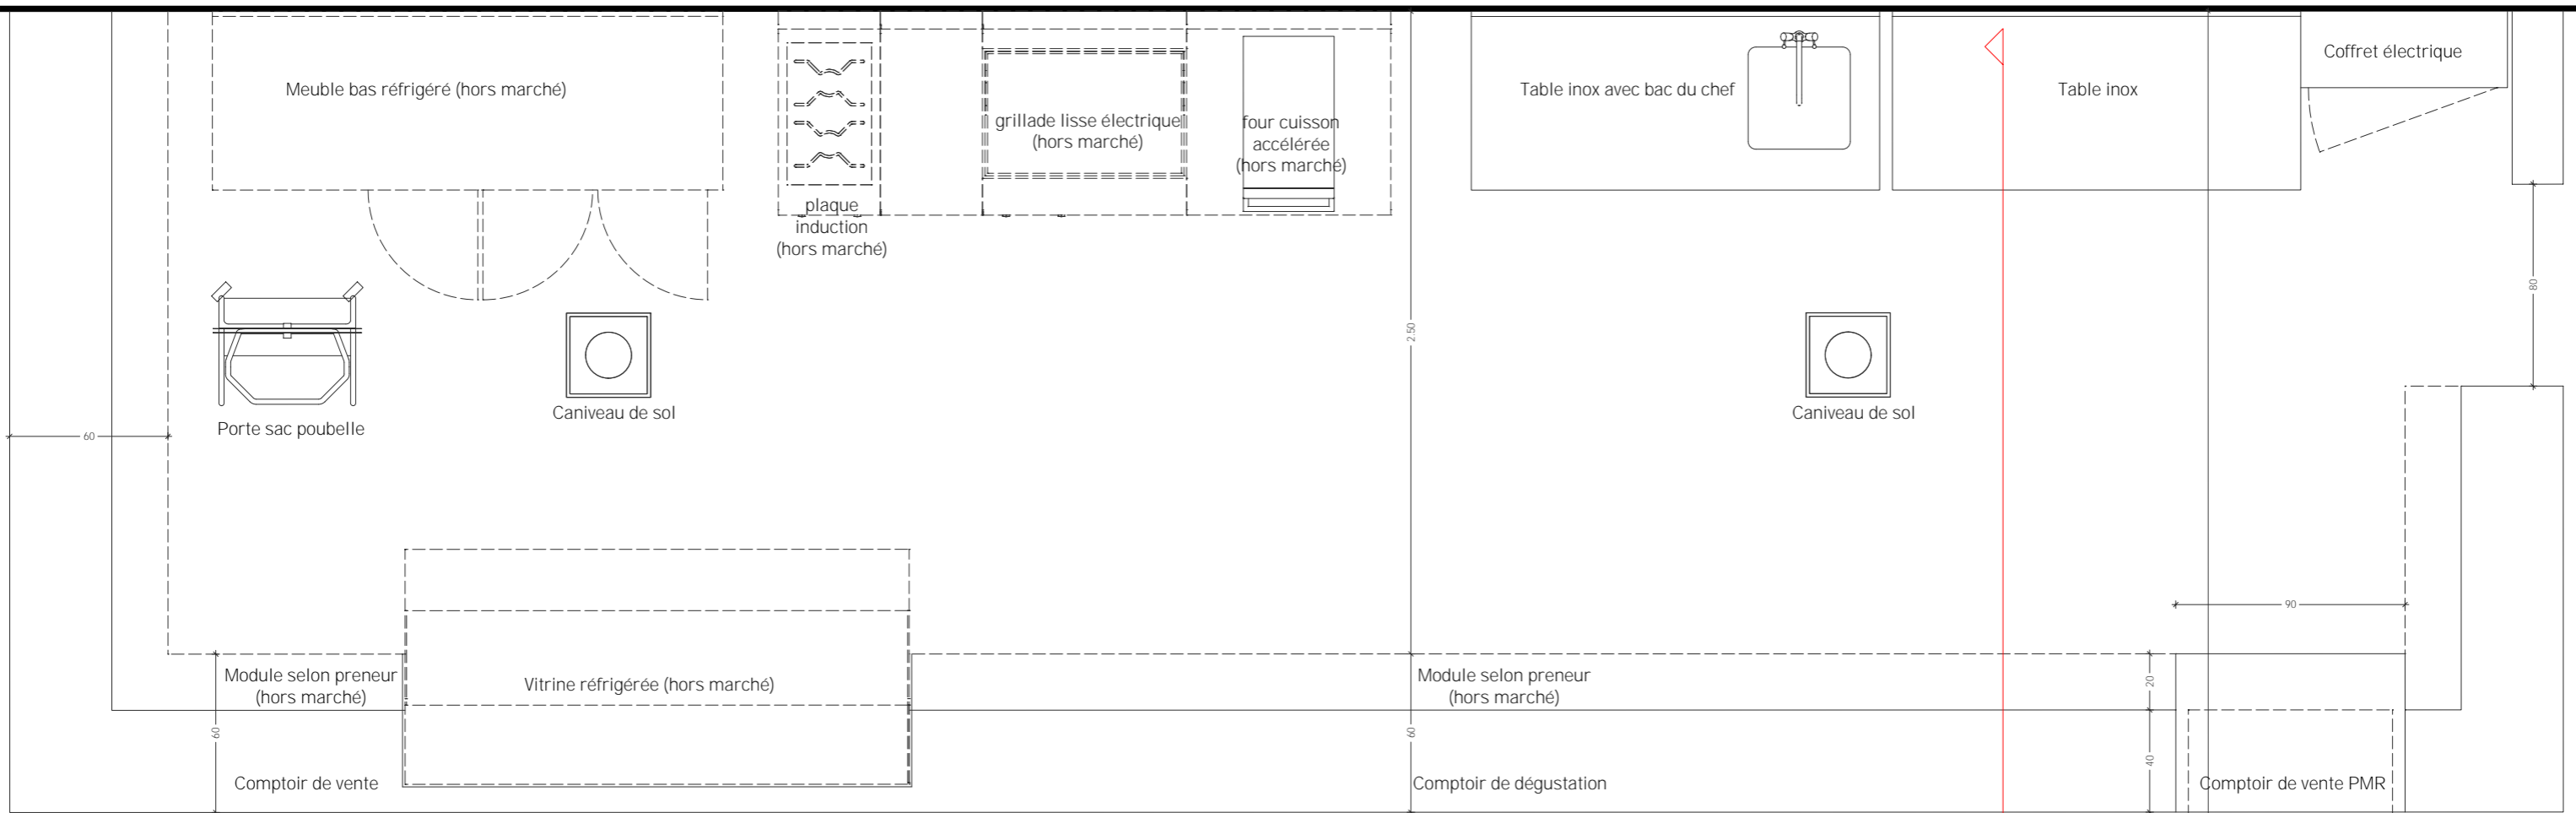 Coffret électrique
Meuble bas réfrigéré (hors marché)
Table inox avec bac du chef
Table inox
grillade lisse électrique
(hors marché)
four cuisson
accélérée
(hors marché)
plaque
induction
(hors marché)
80
2.50
Caniveau de sol
Caniveau de sol
Porte sac poubelle
60
90
Module selon preneur
(hors marché)
Vitrine réfrigérée (hors marché)
Module selon preneur
(hors marché)
20
60
60
40
Comptoir de vente
Comptoir de dégustation
Comptoir de vente PMR